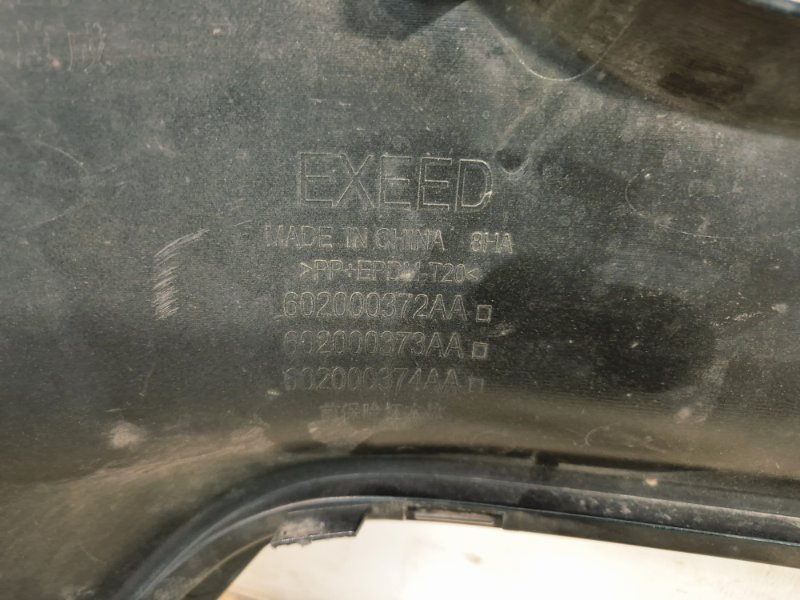 EXEED
MADE IN CHINA 8HA
>PP+EPDM-T20<
602000372AA
602000373AA
602000374AA